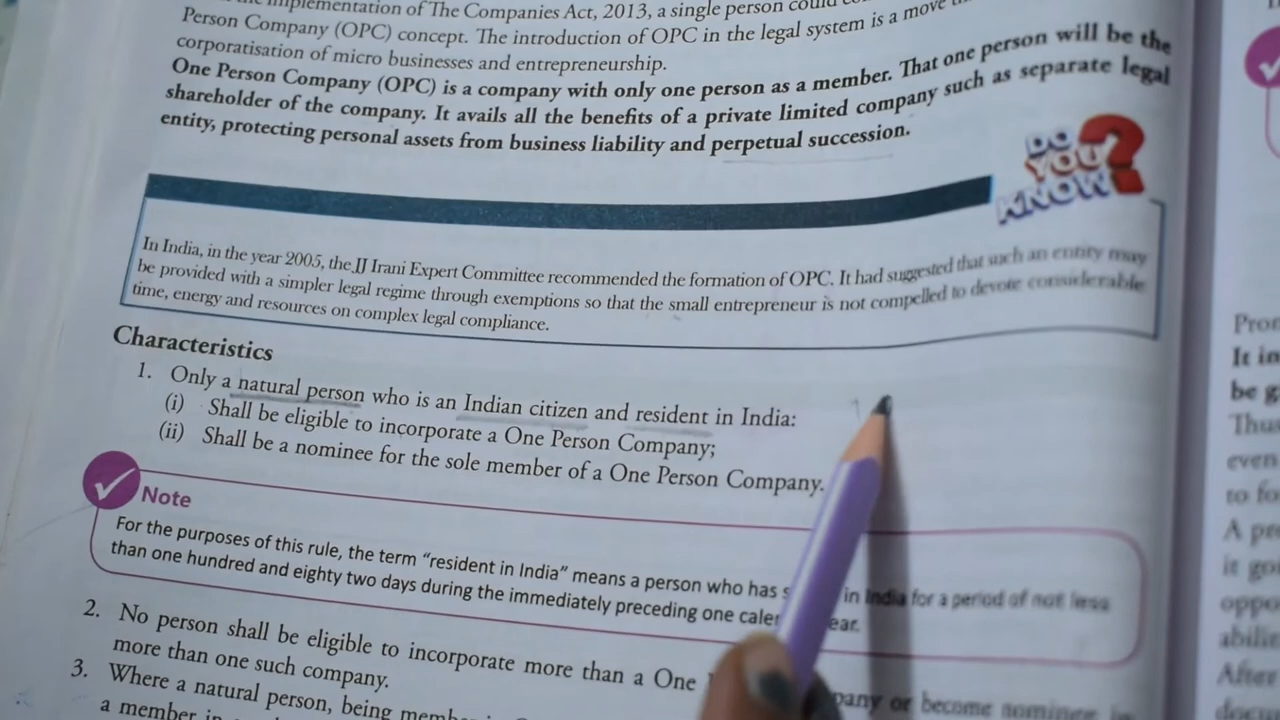 implementation of The Companies Act, 2013, a single person could
Person Company (OPC) concept. The introduction of OPC in the legal system is a move
corporatisation of micro businesses and entrepreneurship.
One Person Company (OPC) is a company with only one person as a member. That one person will be the
shareholder of the company. It avails all the benefits of a private limited company such as separate legal
entity, protecting personal assets from business liability and perpetual succession.
DO YOU KNOW?
In India, in the year 2005, the JJ Irani Expert Committee recommended the formation of OPC. It had suggested that such an entity may
be provided with a simpler legal regime through exemptions so that the small entrepreneur is not compelled to devote considerable
time, energy and resources on complex legal compliance.
Characteristics
1. Only a natural person who is an Indian citizen and resident in India:
(i) Shall be eligible to incorporate a One Person Company;
(ii) Shall be a nominee for the sole member of a One Person Company.
Note
For the purposes of this rule, the term "resident in India" means a person who has in India for a period of not less
than one hundred and eighty two days during the immediately preceding one
2. No person shall be eligible to incorporate more than a One or become nominee in
more than one such company.
3. Where a natural person, being
a member in
It in
be g
Thus
even
to fo
it go
oppo
After